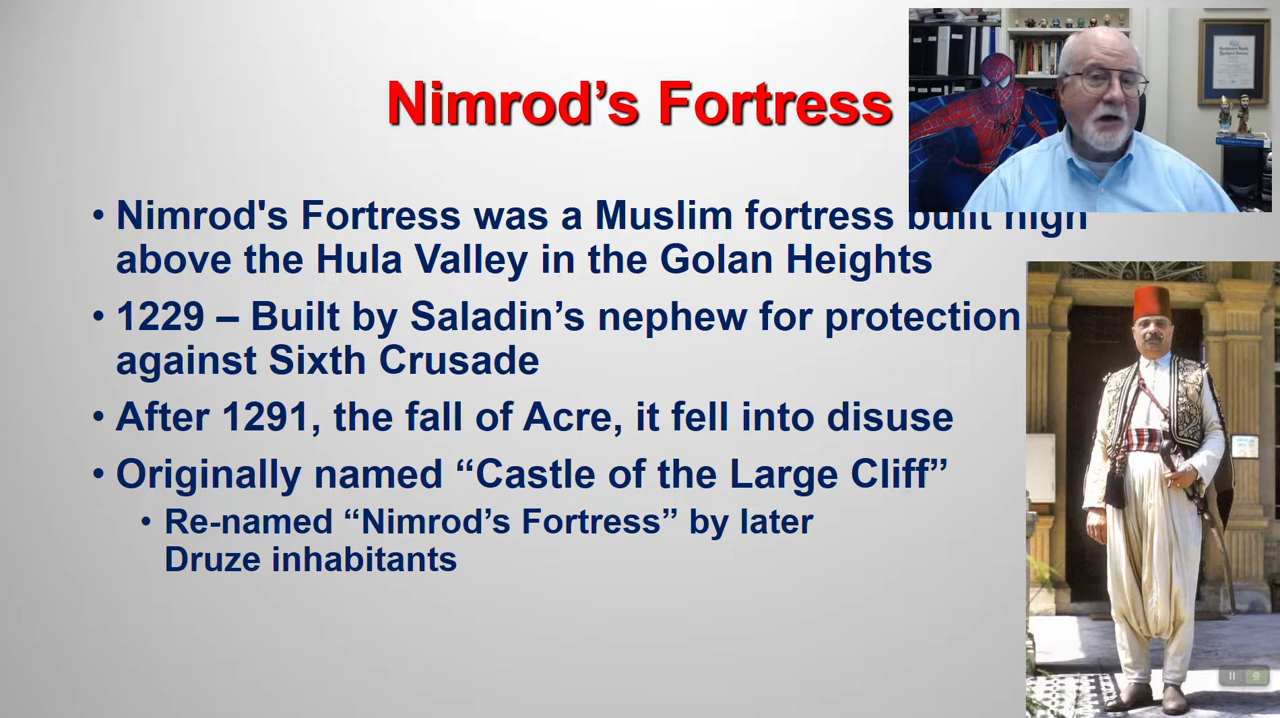 Nimrod’s Fortress
• Nimrod's Fortress was a Muslim fortress built high
above the Hula Valley in the Golan Heights
• 1229 – Built by Saladin’s nephew for protection
against Sixth Crusade
• After 1291, the fall of Acre, it fell into disuse
• Originally named “Castle of the Large Cliff”
• Re-named “Nimrod’s Fortress” by later
Druze inhabitants